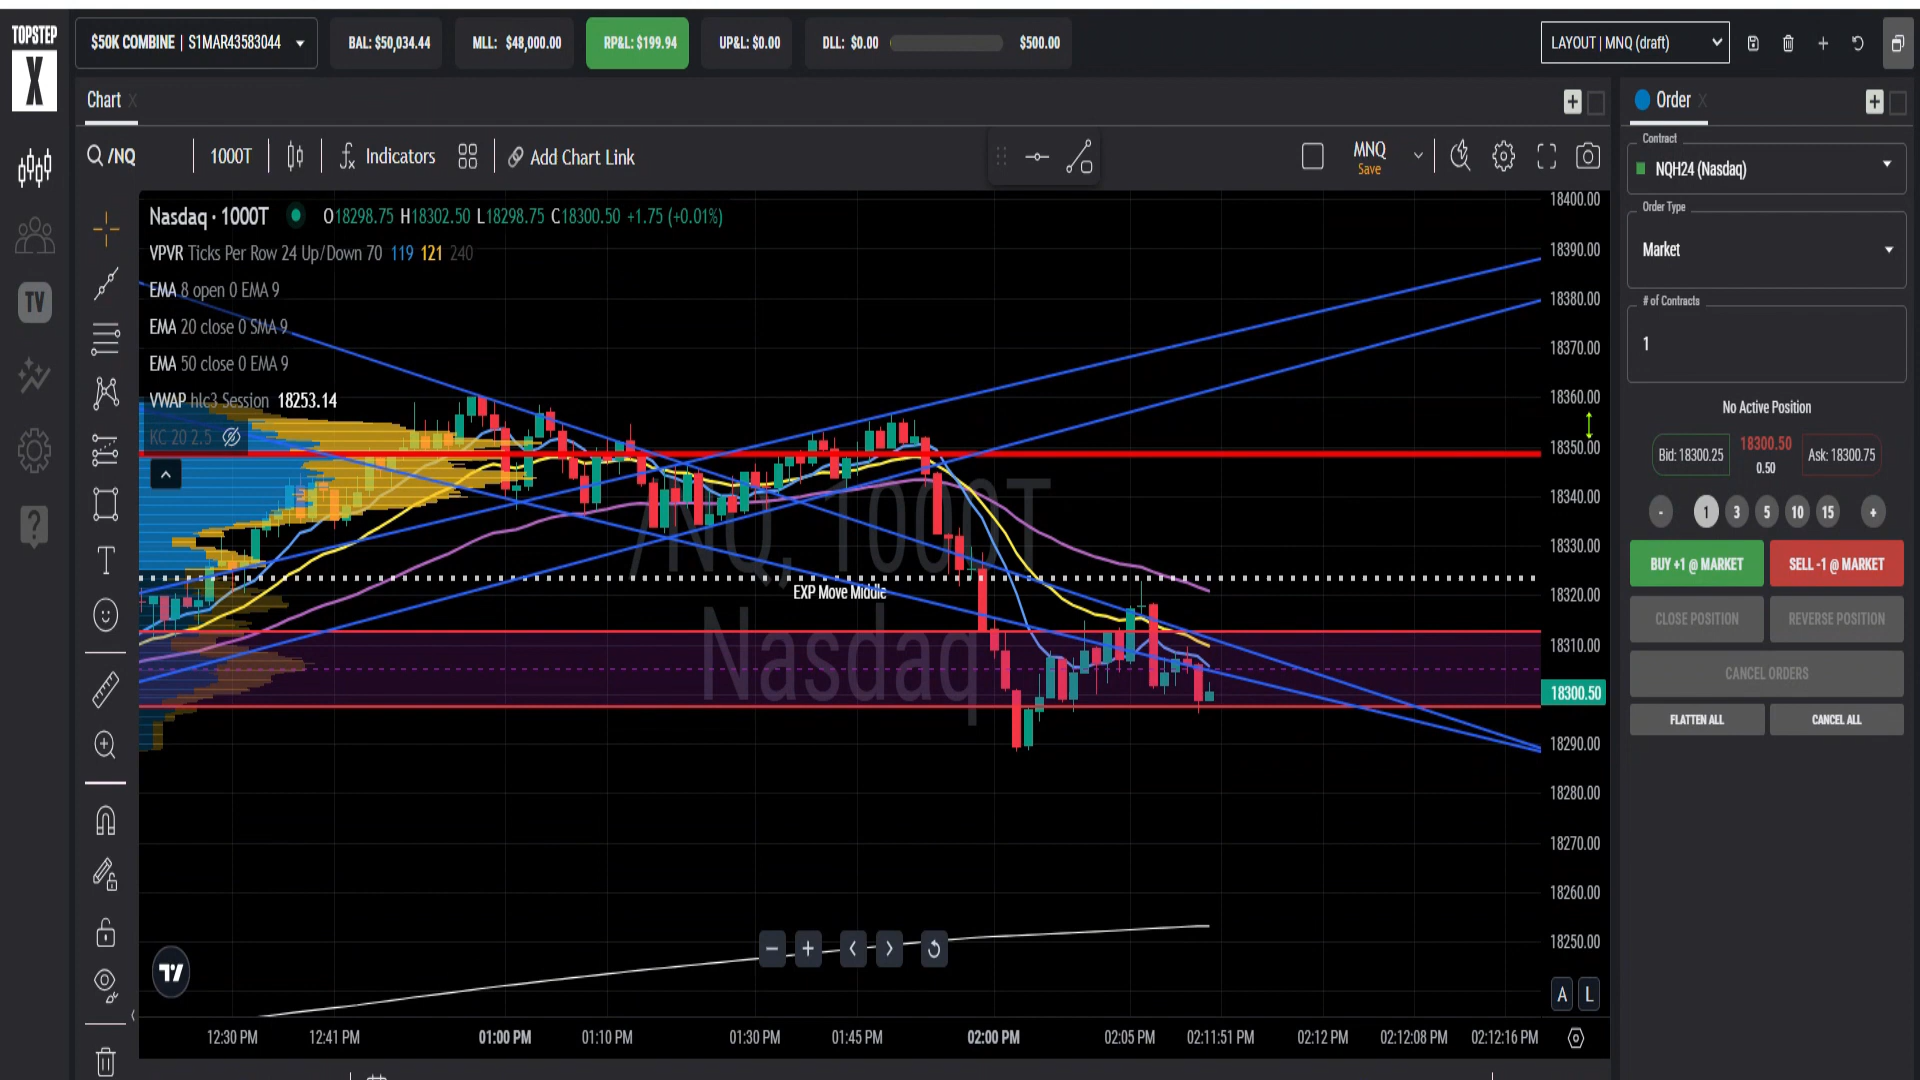 TOPSTEP
X
$50K COMBINE | S1MAR43583044
BAL: $50,034.44
MLL: $48,000.00
RP&L: $199.94
UP&L: $0.00
DLL: $0.00
$500.00
LAYOUT | MNQ (draft)
Chart X
Order X
/NQ
1000T
Indicators
Add Chart Link
MNQ
Save
Nasdaq · 1000T O18298.75 H18302.50 L18298.75 C18300.50 +1.75 (+0.01%)
VPVR Ticks Per Row 24 Up/Down 70 119 121 240
EMA 8 open 0 EMA 9
EMA 20 close 0 SMA 9
EMA 50 close 0 EMA 9
VWAP hlc3 Session 18253.14
KC 20 2.5
/NQ, 1000T
Nasdaq
EXP Move Middle
18400.00
18390.00
18380.00
18370.00
18360.00
18350.00
18340.00
18330.00
18320.00
18310.00
18300.50
18290.00
18280.00
18270.00
18260.00
18250.00
A L
12:30 PM
12:41 PM
01:00 PM
01:10 PM
01:30 PM
01:45 PM
02:00 PM
02:05 PM
02:11:51 PM
02:12 PM
02:12:08 PM
02:12:16 PM
TV
Contract
NQH24 (Nasdaq)
Order Type
Market
# of Contracts
1
No Active Position
Bid: 18300.25
18300.50
0.50
Ask: 18300.75
- 1 3 5 10 15 +
BUY +1 @ MARKET
SELL -1 @ MARKET
CLOSE POSITION
REVERSE POSITION
CANCEL ORDERS
FLATTEN ALL
CANCEL ALL